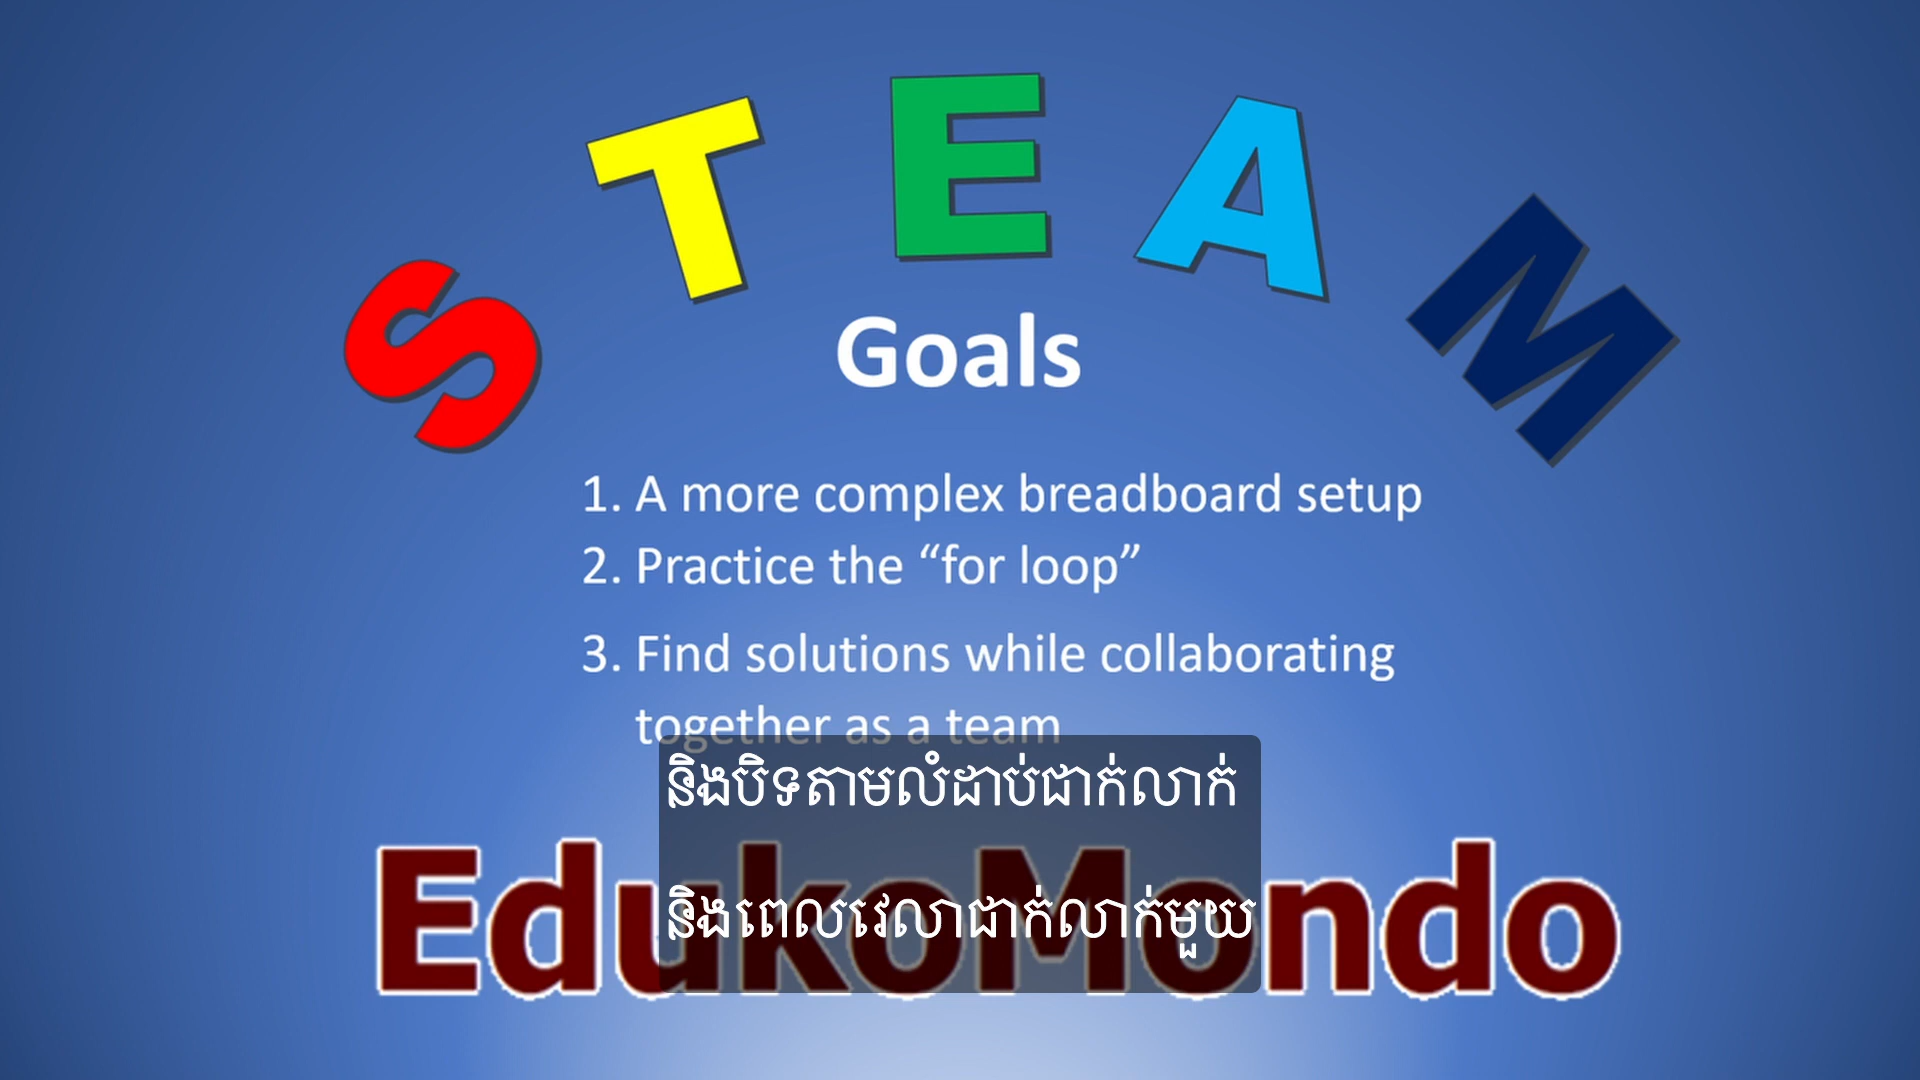 STEAM
Goals
1. A more complex breadboard setup
2. Practice the “for loop”
3. Find solutions while collaborating
together as a team
និងបិទតាមលំដាប់ជាក់លាក់
និងពេលវេលាជាក់លាក់មួយ
EdukoMondo